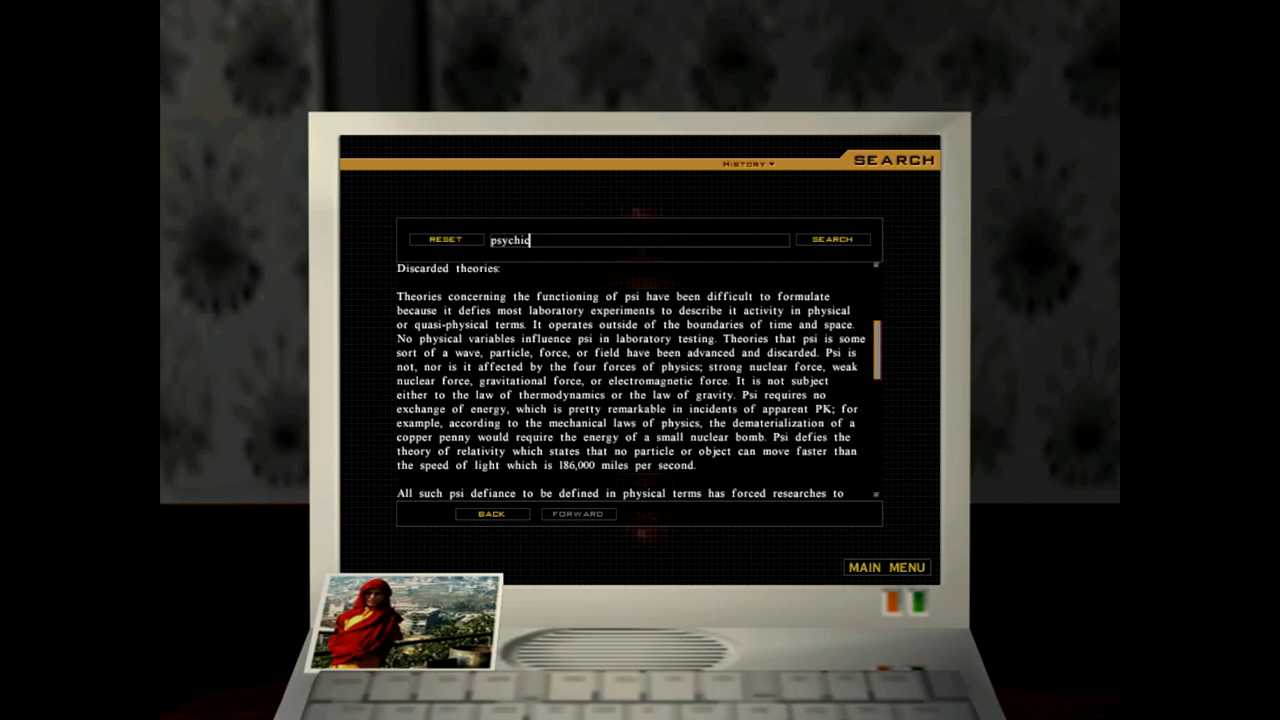 HISTORY
SEARCH
RESET
psychic
SEARCH
Discarded theories:
Theories concerning the functioning of psi have been difficult to formulate
because it defies most laboratory experiments to describe it activity in physical
or quasi-physical terms. It operates outside of the boundaries of time and space.
No physical variables influence psi in laboratory testing. Theories that psi is some
sort of a wave, particle, force, or field have been advanced and discarded. Psi is
not, nor is it affected by the four forces of physics; strong nuclear force, weak
nuclear force, gravitational force, or electromagnetic force. It is not subject
either to the law of thermodynamics or the law of gravity. Psi requires no
exchange of energy, which is pretty remarkable in incidents of apparent PK; for
example, according to the mechanical laws of physics, the dematerialization of a
copper penny would require the energy of a small nuclear bomb. Psi defies the
theory of relativity which states that no particle or object can move faster than
the speed of light which is 186,000 miles per second.
All such psi defiance to be defined in physical terms has forced researches to
BACK
FORWARD
MAIN MENU